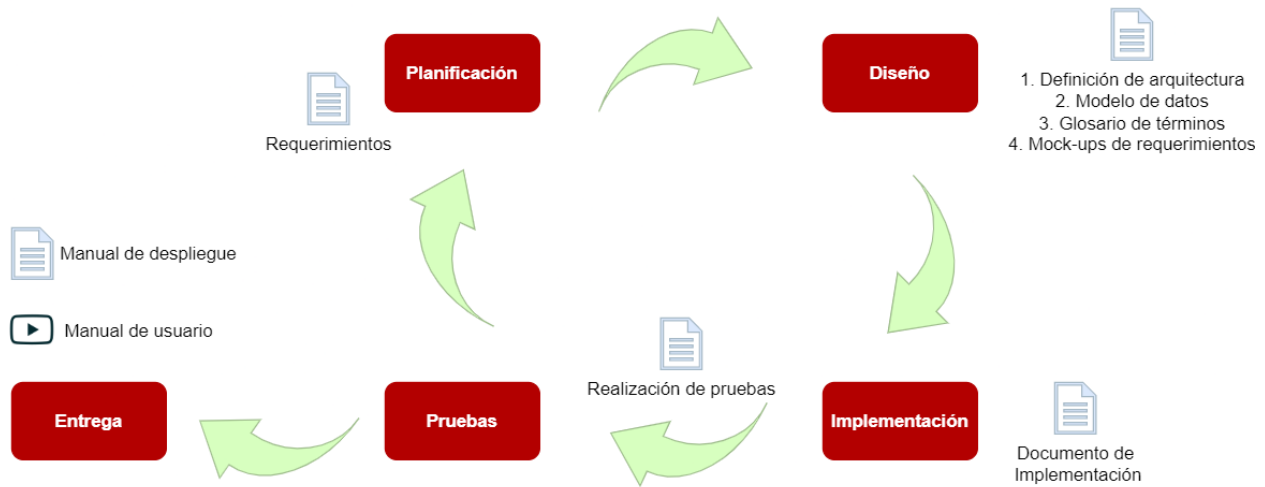 Planificación
Diseño
Requerimientos
1. Definición de arquitectura
2. Modelo de datos
3. Glosario de términos
4. Mock-ups de requerimientos
Manual de despliegue
Manual de usuario
Realización de pruebas
Entrega
Pruebas
Implementación
Documento de
Implementación